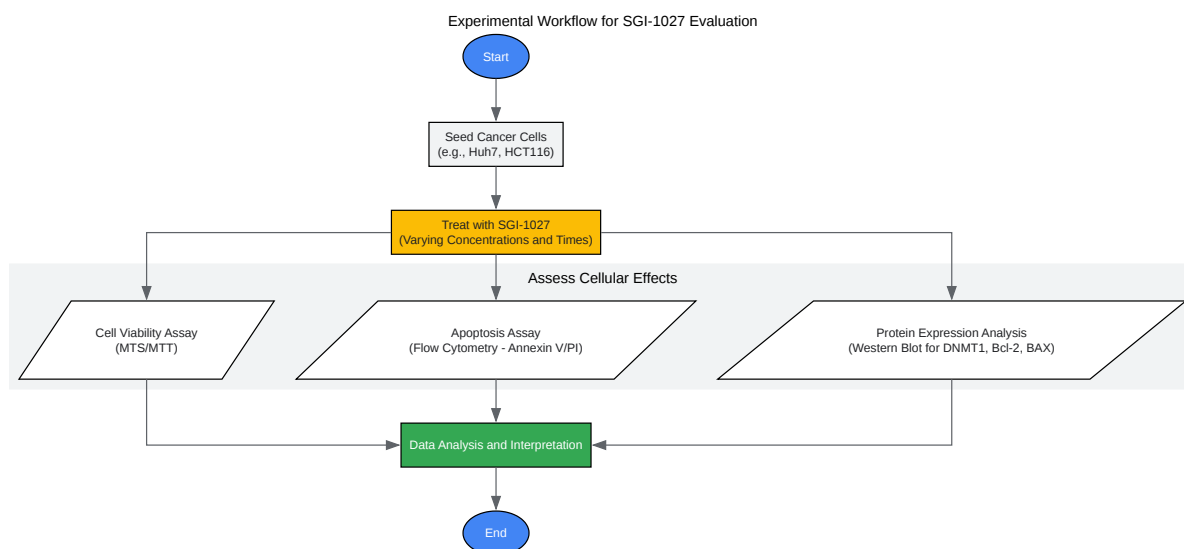 Experimental Workflow for SGI-1027 Evaluation
Start
Seed Cancer Cells
(e.g., Huh7, HCT116)
Treat with SGI-1027
(Varying Concentrations and Times)
Assess Cellular Effects
Cell Viability Assay
(MTS/MTT)
Apoptosis Assay
(Flow Cytometry - Annexin V/PI)
Protein Expression Analysis
(Western Blot for DNMT1, Bcl-2, BAX)
Data Analysis and Interpretation
End